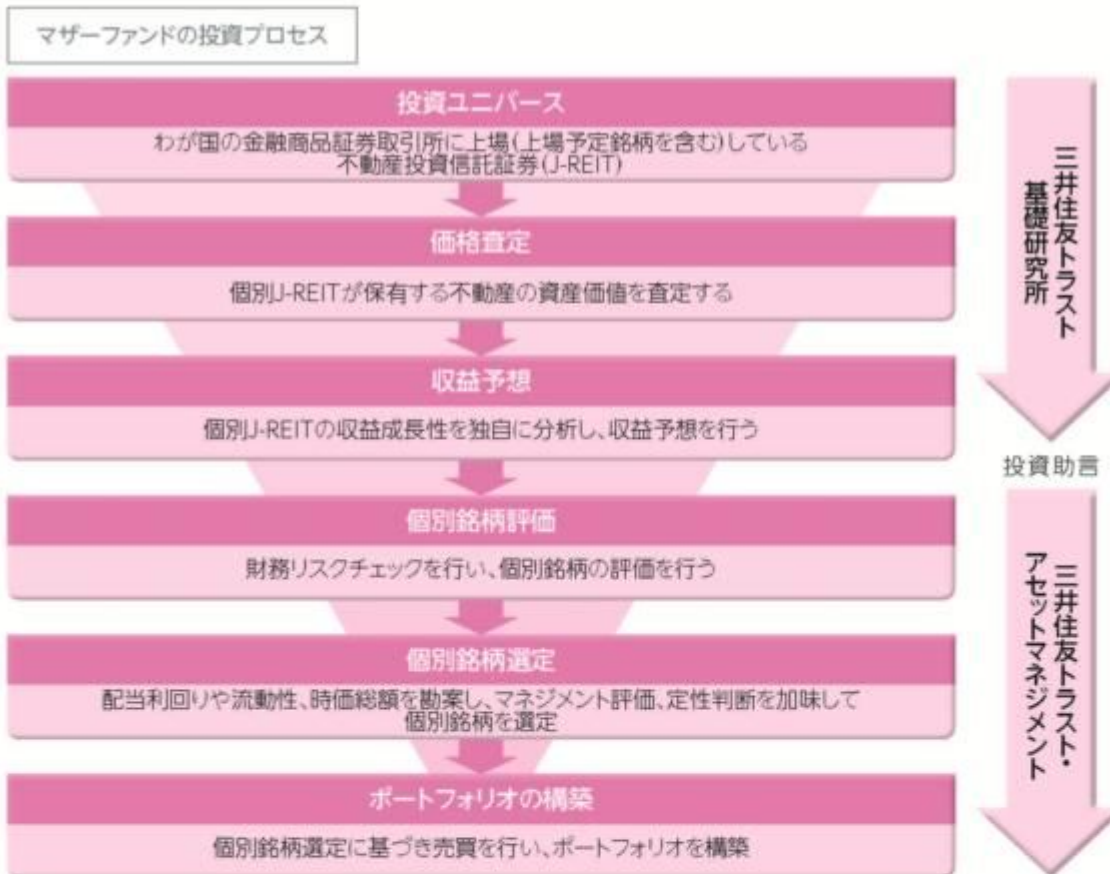 マザーファンドの投資プロセス
投資ユニバース
わが国の金融商品証券取引所に上場(上場予定銘柄を含む)している
不動産投資信託証券(J-REIT)
価格査定
個別J-REITが保有する不動産の資産価値を査定する
収益予想
個別J-REITの収益成長性を独自に分析し、収益予想を行う
個別銘柄評価
財務リスクチェックを行い、個別銘柄の評価を行う
個別銘柄選定
配当利回りや流動性、時価総額を勘案し、マネジメント評価、定性判断を加味して
個別銘柄を選定
ポートフォリオの構築
個別銘柄選定に基づき売買を行い、ポートフォリオを構築
三井住友トラスト
基礎研究所
投資助言
三井住友トラスト・
アセットマネジメント